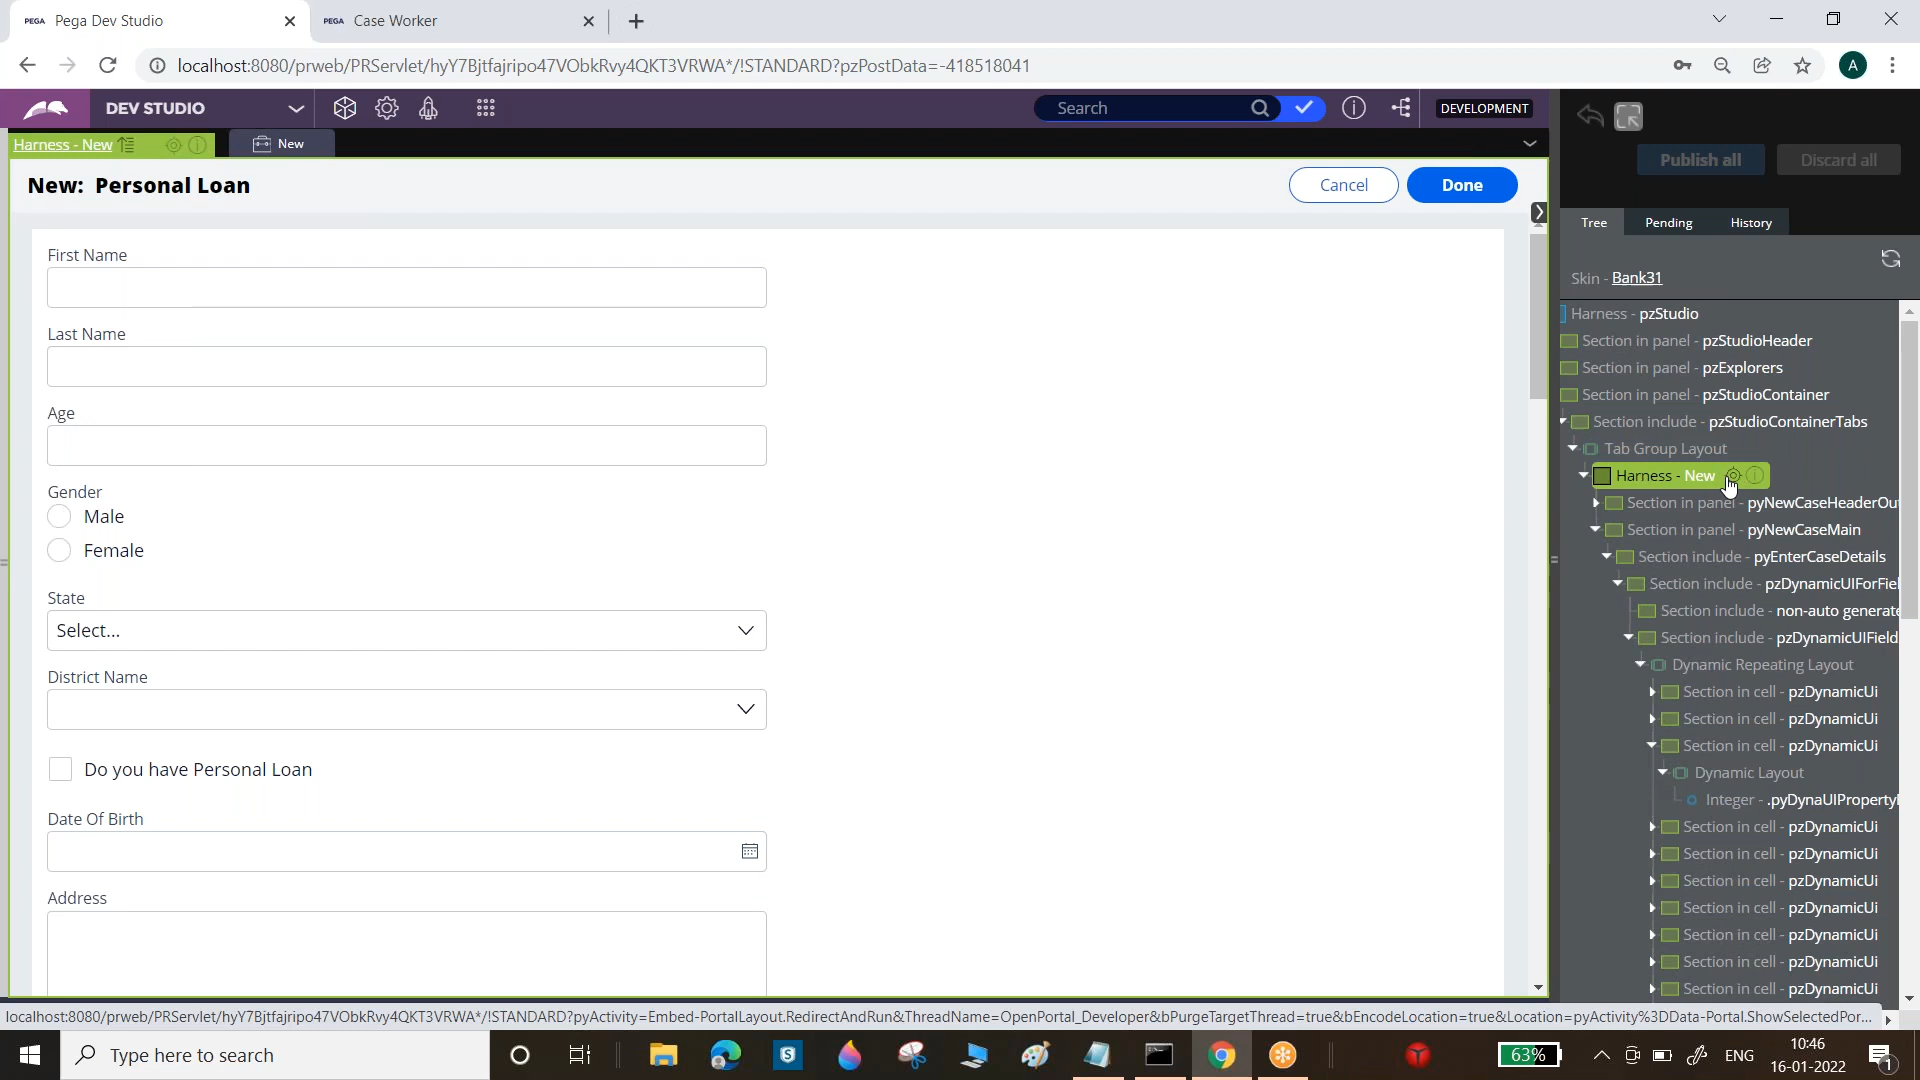 PEGA Pega Dev Studio
PEGA Case Worker
localhost:8080/prweb/PRServlet/hyY7Bjtfajripo47VObkRvy4QKT3VRWA*/!STANDARD?pzPostData=-418518041
A
DEV STUDIO
Search
DEVELOPMENT
Publish all
Discard all
Harness - New
New
New: Personal Loan
Cancel
Done
Tree
Pending
History
Skin - Bank31
First Name
Last Name
Age
Gender
Male
Female
State
Select...
District Name
Do you have Personal Loan
Date Of Birth
Address
Harness - pzStudio
Section in panel - pzStudioHeader
Section in panel - pzExplorers
Section in panel - pzStudioContainer
Section include - pzStudioContainerTabs
Tab Group Layout
Harness - New
Section in panel - pyNewCaseHeaderOu
Section in panel - pyNewCaseMain
Section include - pyEnterCaseDetails
Section include - pzDynamicUIForFiel
Section include - non-auto generate
Section include - pzDynamicUIField
Dynamic Repeating Layout
Section in cell - pzDynamicUi
Section in cell - pzDynamicUi
Section in cell - pzDynamicUi
Dynamic Layout
Integer - .pyDynaUIProperty
Section in cell - pzDynamicUi
Section in cell - pzDynamicUi
Section in cell - pzDynamicUi
Section in cell - pzDynamicUi
Section in cell - pzDynamicUi
Section in cell - pzDynamicUi
Section in cell - pzDynamicUi
localhost:8080/prweb/PRServlet/hyY7Bjtfajripo47VObkRvy4QKT3VRWA*/!STANDARD?pyActivity=Embed-PortalLayout.RedirectAndRun&ThreadName=OpenPortal_Developer&bPurgeTargetThread=true&bEncodeLocation=true&Location=pyActivity%3DData-Portal.ShowSelectedPor...
Type here to search
63%
ENG
10:46
16-01-2022
1